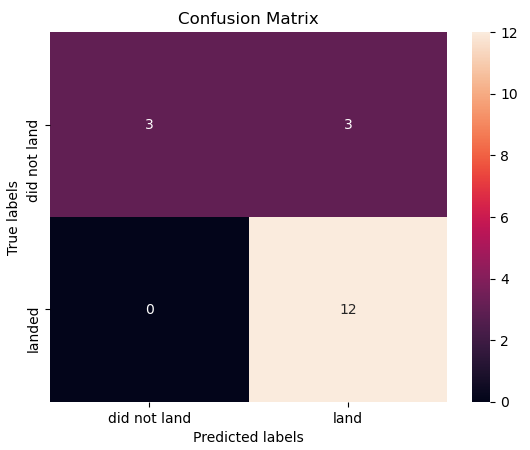 Confusion Matrix
True labels
did not land
landed
3
3
0
12
did not land
land
Predicted labels
12
10
8
6
4
2
0